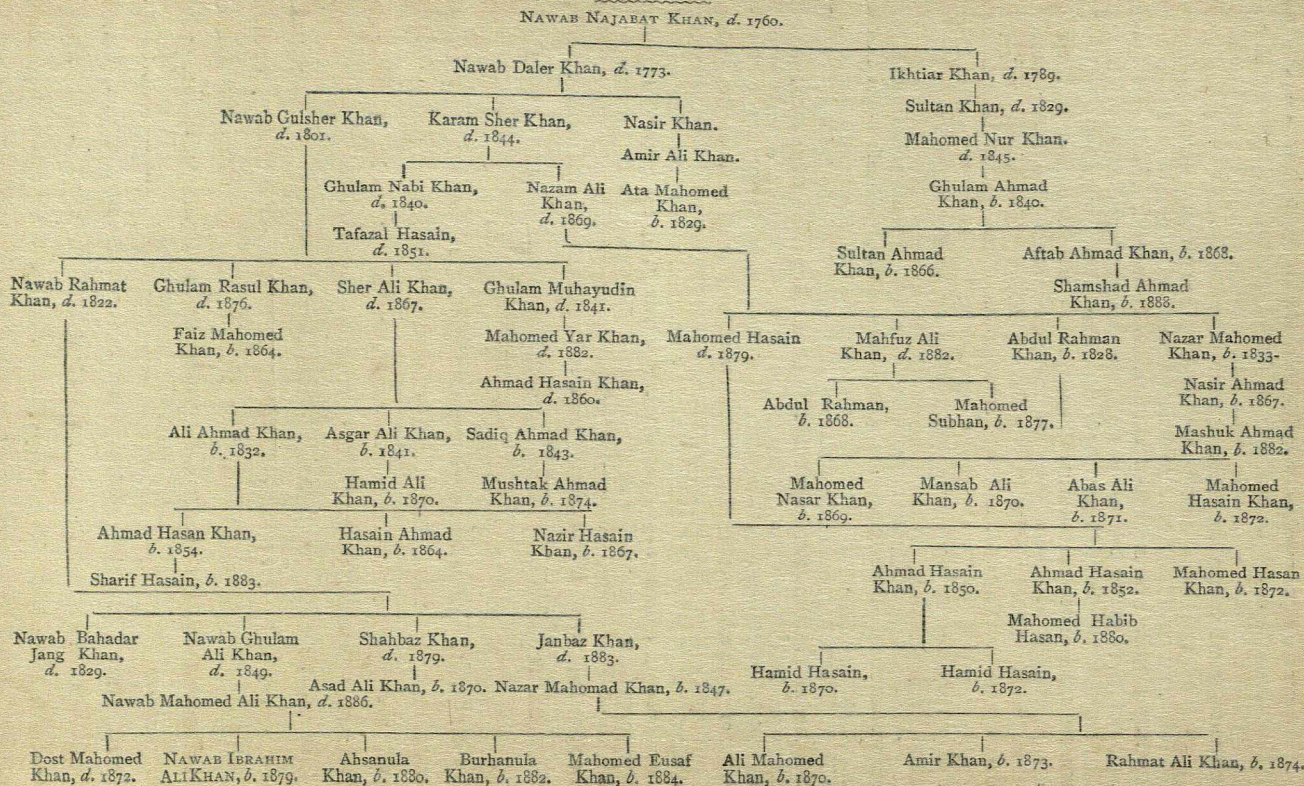 NAWAB NAJABAT KHAN, d. 1760.
Nawab Daler Khan, d. 1773.
Ikhtiar Khan, d. 1789.
Sultan Khan, d. 1829.
Nawab Gulsher Khan,
d. 1801.
Karam Sher Khan,
d. 1844.
Nasir Khan.
Mahomed Nur Khan.
d. 1845.
Amir Ali Khan.
Ghulam Nabi Khan,
d. 1840.
Nazam Ali
Khan,
d. 1869.
Ata Mahomed
Khan,
b. 1829.
Ghulam Ahmad
Khan, b. 1840.
Tafazal Hasain,
d. 1851.
Sultan Ahmad
Khan, b. 1866.
Aftab Ahmad Khan, b. 1868.
Shamshad Ahmad
Khan, b. 1888.
Nawab Rahmat
Khan, d. 1822.
Ghulam Rasul Khan,
d. 1876.
Sher Ali Khan,
d. 1867.
Ghulam Muhayudin
Khan, d. 1841.
Faiz Mahomed
Khan, b. 1864.
Mahomed Yar Khan,
d. 1882.
Mahomed Hasain
d. 1879.
Mahfuz Ali
Khan, d. 1882.
Abdul Rahman
Khan, b. 1828.
Nazar Mahomed
Khan, b. 1833-
Ahmad Hasain Khan,
d. 1860.
Nasir Ahmad
Khan, b. 1867.
Abdul Rahman,
b. 1868.
Mahomed
Subhan, b. 1877.
Mashuk Ahmad
Khan, b. 1882.
Ali Ahmad Khan,
b. 1832.
Asgar Ali Khan,
b. 1841.
Sadiq Ahmad Khan,
b. 1843.
Hamid Ali
Khan, b. 1870.
Mushtak Ahmad
Khan, b. 1874.
Mahomed
Nasar Khan,
b. 1869.
Mansab Ali
Khan, b. 1870.
Abas Ali
Khan,
b. 1871.
Mahomed
Hasain Khan,
b. 1872.
Ahmad Hasan Khan,
b. 1854.
Hasain Ahmad
Khan, b. 1864.
Nazir Hasain
Khan, b. 1867.
Sharif Hasain, b. 1883.
Ahmad Hasain
Khan, b. 1850.
Ahmad Hasain
Khan, b. 1852.
Mahomed Hasan
Khan, b. 1872.
Mahomed Habib
Hasan, b. 1880.
Nawab Bahadar
Jang Khan,
d. 1829.
Nawab Ghulam
Ali Khan,
d. 1849.
Shahbaz Khan,
d. 1879.
Janbaz Khan,
d. 1883.
Hamid Hasain,
b. 1870.
Hamid Hasain,
b. 1872.
Asad Ali Khan, b. 1870.
Nazar Mahomad Khan, b. 1847.
Nawab Mahomed Ali Khan, d. 1886.
Dost Mahomed
Khan, d. 1872.
NAWAB IBRAHIM
ALI KHAN, b. 1879.
Ahsanula
Khan, b. 1880.
Burhanula
Khan, b. 1882.
Mahomed Eusaf
Khan, b. 1884.
Ali Mahomed
Khan, b. 1870.
Amir Khan, b. 1873.
Rahmat Ali Khan, b. 1874.